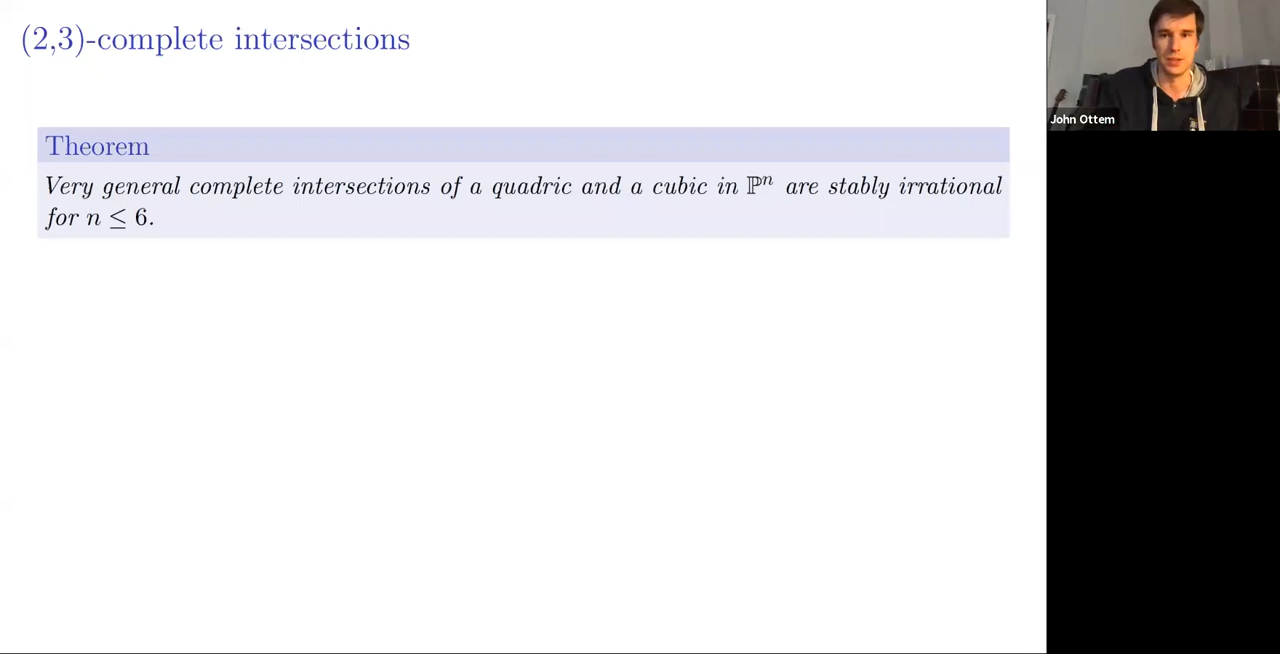 (2,3)-complete intersections
Theorem
Very general complete intersections of a quadric and a cubic in ℙⁿ are stably irrational
for n ≤ 6.
John Ottem